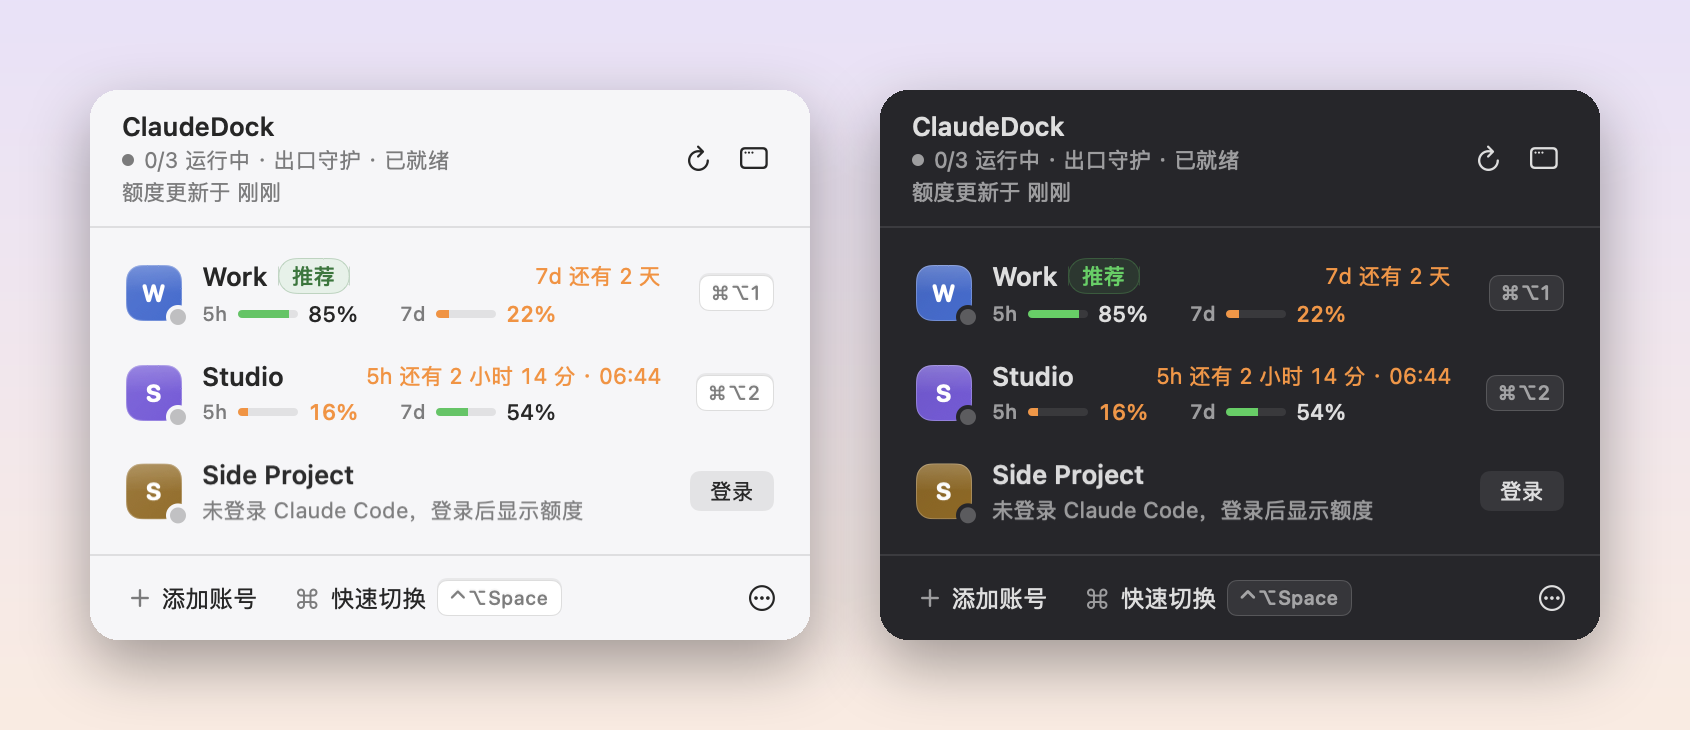 ClaudeDock
0/3 运行中 · 出口守护 · 已就绪
额度更新于 刚刚
W
Work 推荐 7d 还有 2 天
5h 85% 7d 22%
⌘⌥1
S
Studio 5h 还有 2 小时 14 分 · 06:44
5h 16% 7d 54%
⌘⌥2
S
Side Project
未登录 Claude Code，登录后显示额度
登录
+ 添加账号 ⌘ 快速切换 ^⌥Space
ClaudeDock
0/3 运行中 · 出口守护 · 已就绪
额度更新于 刚刚
W
Work 推荐 7d 还有 2 天
5h 85% 7d 22%
⌘⌥1
S
Studio 5h 还有 2 小时 14 分 · 06:44
5h 16% 7d 54%
⌘⌥2
S
Side Project
未登录 Claude Code，登录后显示额度
登录
+ 添加账号 ⌘ 快速切换 ^⌥Space